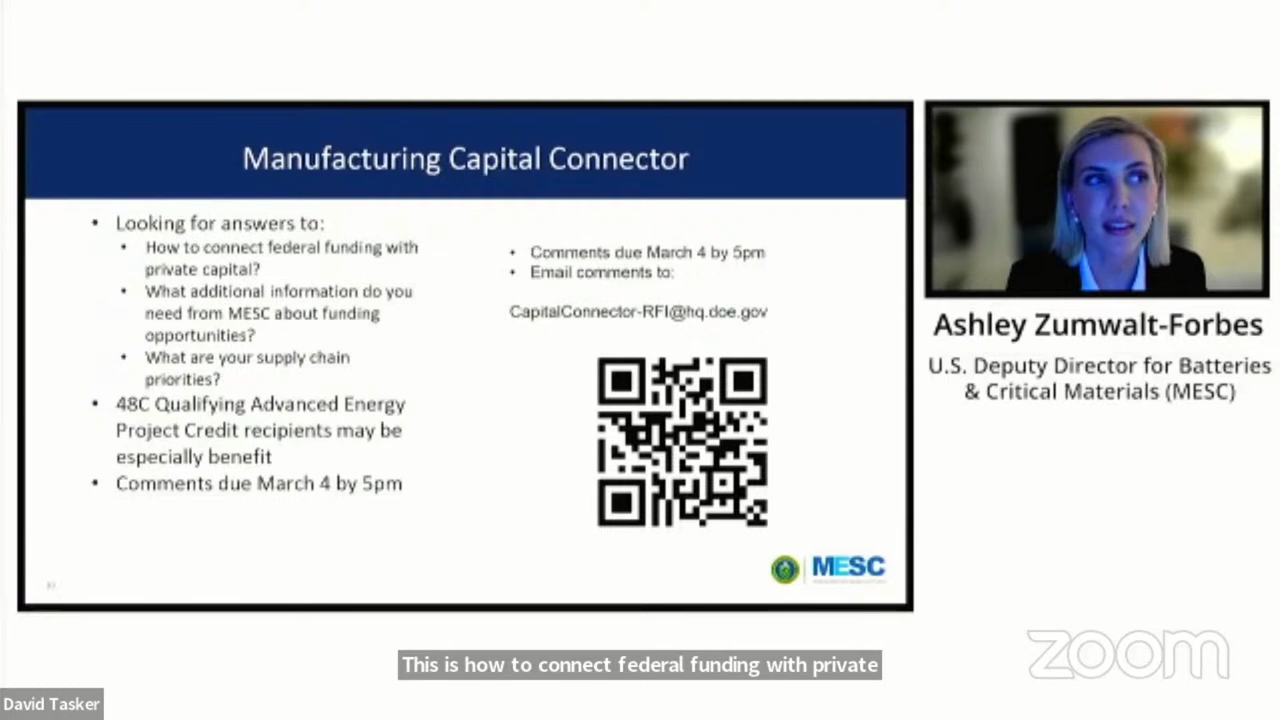 Manufacturing Capital Connector
• Looking for answers to:
• How to connect federal funding with
private capital?
• What additional information do you
need from MESC about funding
opportunities?
• What are your supply chain
priorities?
• 48C Qualifying Advanced Energy
Project Credit recipients may be
especially benefit
• Comments due March 4 by 5pm
• Comments due March 4 by 5pm
• Email comments to:
CapitalConnector-RFI@hq.doe.gov
MESC
Ashley Zumwalt-Forbes
U.S. Deputy Director for Batteries
& Critical Materials (MESC)
This is how to connect federal funding with private
zoom
David Tasker